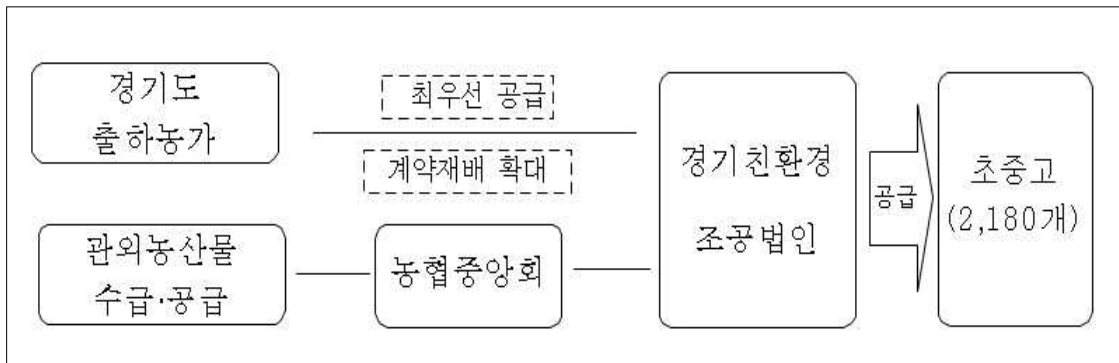 경기도
출하농가
최우선 공급
계약재배 확대
관외농산물
수급·공급
농협중앙회
경기친환경
조공법인
공급
초중고
(2,180개)